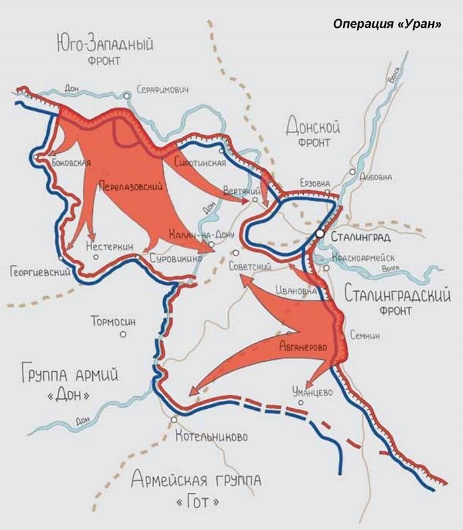 Операция «Уран»
Юго-Западный
фронт
Дон
Серафимович
Волга
Донской
фронт
Боковская
Перелазовский
Сиротинская
Вертячий
Ерзовка
Дубовка
Дон
Калач-на-Дону
Сталинград
Нестеркин
Суровикино
Советский
Красноармейск
Волга
Георгиевский
Ивановка
Сталинградский
фронт
Тормосин
Абганерово
Семнин
Группа армий
«Дон»
Уманцево
Дон
Котельниково
Армейская группа
"Гот"